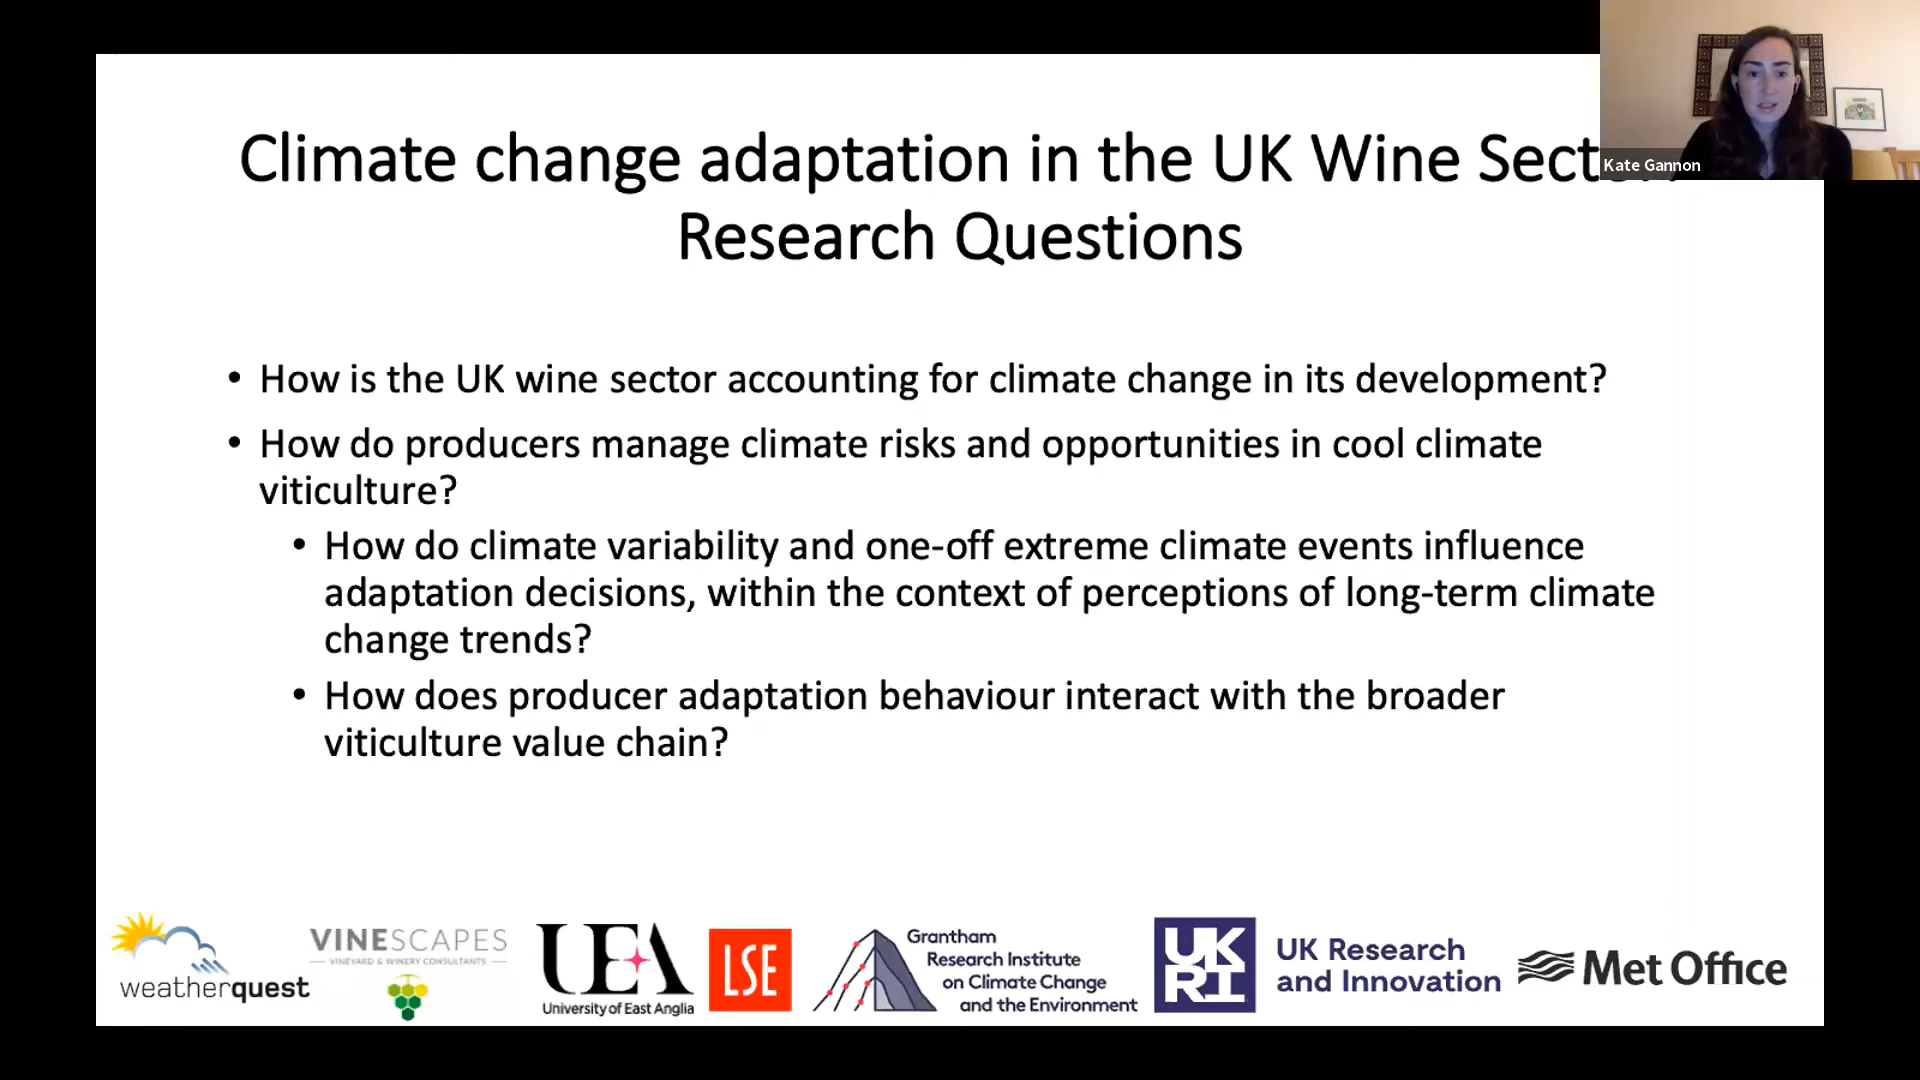 Climate change adaptation in the UK Wine Sect
Kate Gannon
Research Questions
• How is the UK wine sector accounting for climate change in its development?
• How do producers manage climate risks and opportunities in cool climate
viticulture?
• How do climate variability and one-off extreme climate events influence
adaptation decisions, within the context of perceptions of long-term climate
change trends?
• How does producer adaptation behaviour interact with the broader
viticulture value chain?
weatherquest
VINESCAPES
VINEYARD & WINERY CONSULTANTS
UEA
University of East Anglia
LSE
Grantham
Research Institute
on Climate Change
and the Environment
UK
RI
UK Research
and Innovation
Met Office